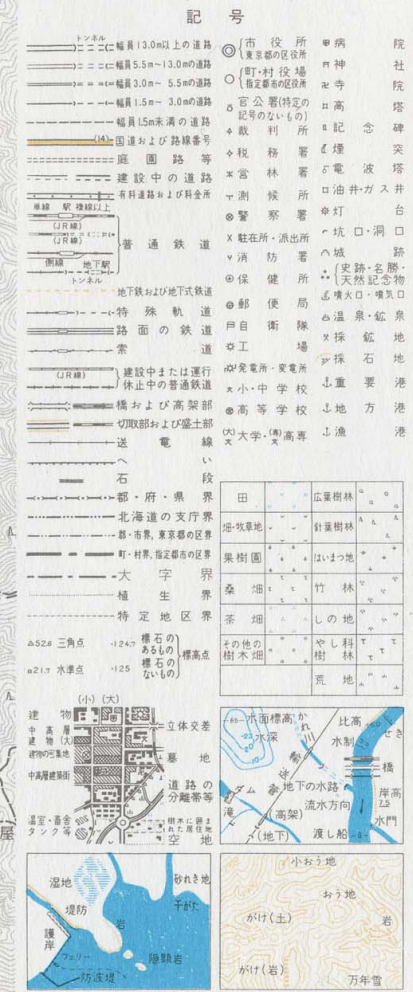 記号
トンネル
幅員13.0m以上の道路
幅員5.5m~13.0mの道路
幅員3.0m~ 5.5mの道路
幅員1.5m~ 3.0mの道路
幅員1.5m未満の道路
(14) 国道および路線番号
庭園路等
建設中の道路
有料道路および料金所
単線 駅 複線以上
(JR線)
(JR線)
側線 地下駅
トンネル
普通鉄道
地下鉄および地下式鉄道
特殊軌道
路面の鉄道
索道
(JR線) 建設中または運行
休止中の普通鉄道
橋および高架部
切取部および盛土部
送電線
へい
石段
都・府・県界
北海道の支庁界
郡・市界,東京都の区界
町・村界,指定都市の区界
大字界
植生界
特定地区界
△52.6 三角点 ・124.7 標石のあるもの
標高点
⊡21.7 水準点 ・125 標石のないもの
市役所
東京都の区役所
町・村役場
指定都市の区役所
官公署(特定の
記号のないもの)
裁判所
税務署
営林署
測候所
警察署
駐在所・派出所
消防署
保健所
郵便局
自衛隊
工場
発電所・変電所
小・中学校
高等学校
(大)大学・(専)高専
病院
神社
寺院
高塔
記念碑
煙突
電波塔
油井・ガス井
灯台
坑口・洞口
城跡
史跡・名勝・
天然記念物
噴火口・噴気口
温泉・鉱泉
採鉱地
採石地
重要港
地方港
漁港
田 広葉樹林
畑・牧草地 針葉樹林
果樹園 はいまつ地
桑畑 竹林
茶畑 しの地
その他の
樹木畑
やし科
樹林
荒地
(小) (大)
建物
中高層
建物(大)
建物の密集地
中高層建築街
温室・畜舎
タンク等
立体交差
墓地
道路の
分離帯等
樹木に囲ま
れた居住地
空地
水面標高
水深
かれ川
比高
せき
水制
橋
輸送管
地下の水路
流水方向
岸高
7.5
水門
ダム
滝
(高架)
(地下)
渡し船
湿地
砂れき地
干がた
堤防
岩
護岸
フェリー
隠顕岩
防波堤
小おう地
おう地
がけ(土)
岩
がけ(岩)
万年雪
屋